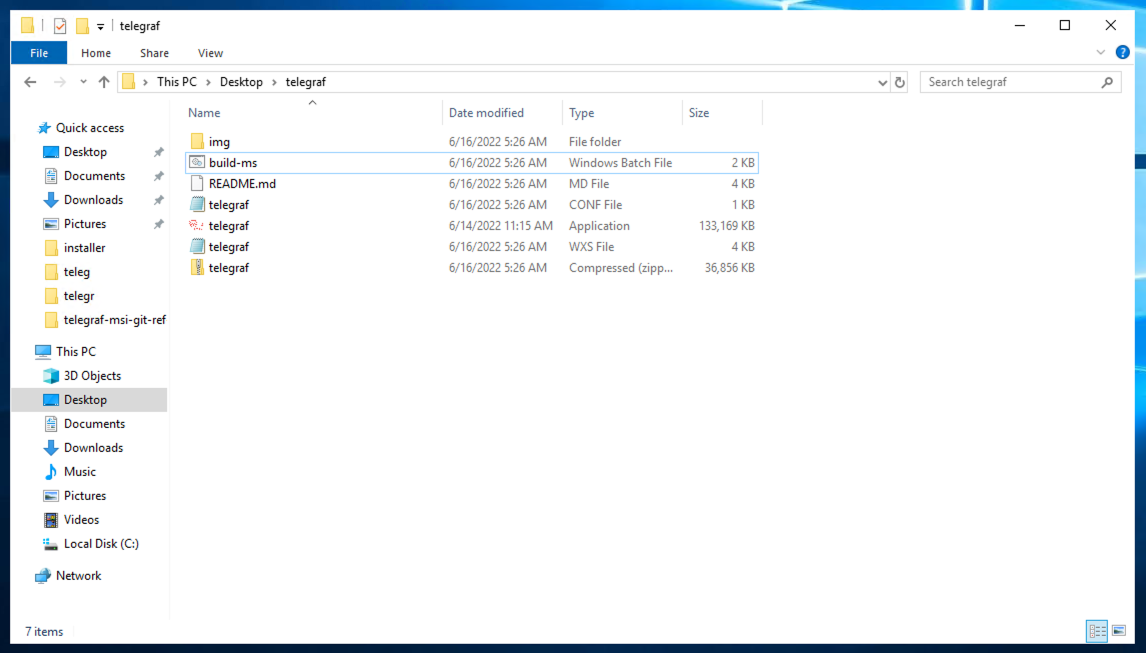 telegraf
File Home Share View
This PC Desktop telegraf
Search telegraf
Name Date modified Type Size
Quick access
Desktop
Documents
Downloads
Pictures
installer
teleg
telegr
telegraf-msi-git-ref
This PC
3D Objects
Desktop
Documents
Downloads
Music
Pictures
Videos
Local Disk (C:)
Network
img 6/16/2022 5:26 AM File folder
build-ms 6/16/2022 5:26 AM Windows Batch File 2 KB
README.md 6/16/2022 5:26 AM MD File 4 KB
telegraf 6/16/2022 5:26 AM CONF File 1 KB
telegraf 6/14/2022 11:15 AM Application 133,169 KB
telegraf 6/16/2022 5:26 AM WXS File 4 KB
telegraf 6/16/2022 5:26 AM Compressed (zipp... 36,856 KB
7 items